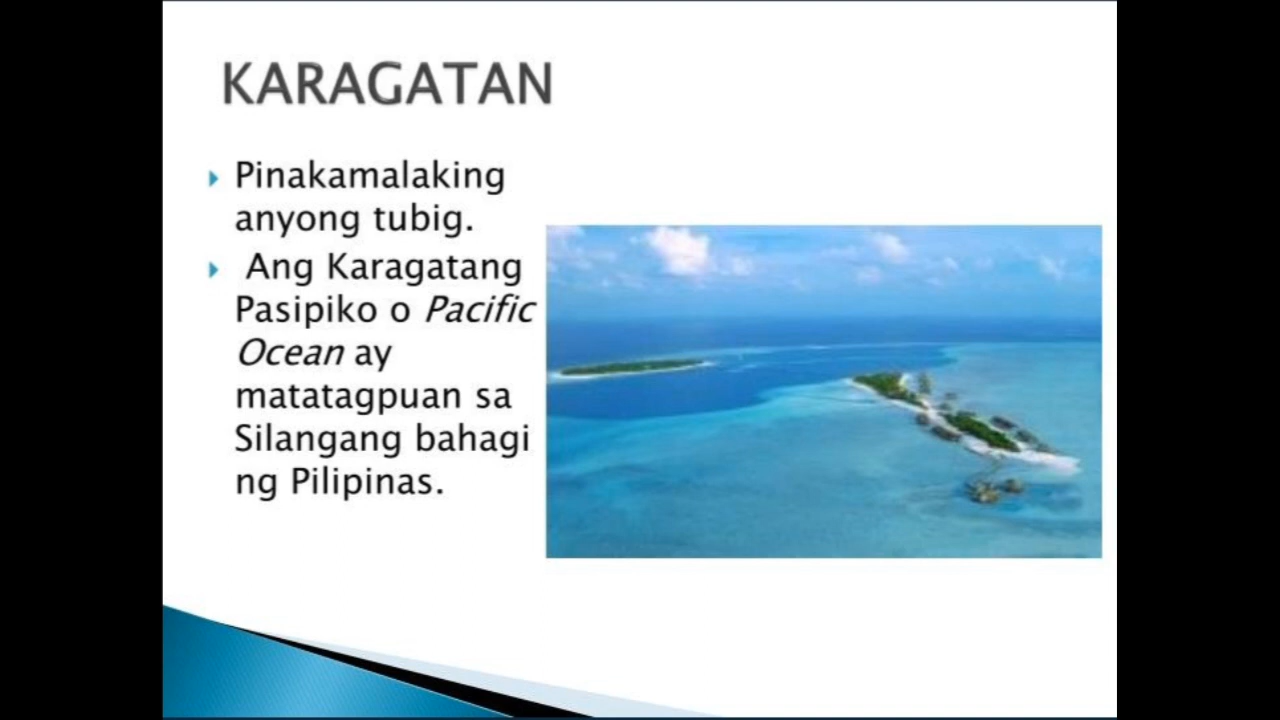 KARAGATAN
Pinakamalaking
anyong tubig.
Ang Karagatang
Pasipiko o Pacific
Ocean ay
matatagpuan sa
Silangang bahagi
ng Pilipinas.